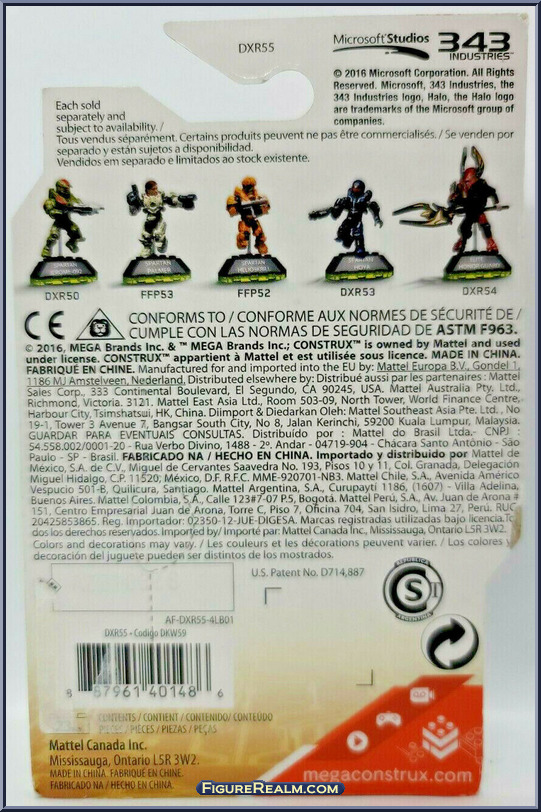 DXR55
Microsoft Studios
343
INDUSTRIES™
© 2016 Microsoft Corporation. All Rights
Reserved. Microsoft, 343 Industries, the
343 Industries logo, Halo, the Halo logo
are trademarks of the Microsoft group of
companies.
Each sold
separately and
subject to availability. /
Tous vendus séparément. Certains produits peuvent ne pas être commercialisés. / Se venden por
separado y están sujetos a disponibilidad.
Vendidos em separado e limitados ao stock existente.
SPARTAN
SPARTAN
PALMER
SPARTAN
HELIOSKRILL
SPARTAN
NOVA
DXR50
FFP53
FFP52
DXR53
DXR54
CE
CONFORMS TO / CONFORME AUX NORMES DE SÉCURITÉ DE /
CUMPLE CON LAS NORMAS DE SEGURIDAD DE ASTM F963.
© 2016, MEGA Brands Inc. & ™ MEGA Brands Inc.; CONSTRUX™ is owned by Mattel and used
under license. CONSTRUX™ appartient à Mattel et est utilisée sous licence. MADE IN CHINA.
FABRIQUÉ EN CHINE. Manufactured for and imported into the EU by: Mattel Europa B.V., Gondel 1,
1186 MJ Amstelveen, Nederland. Distributed elsewhere by: Distribué aussi par les partenaires : Mattel
Sales Corp., 333 Continental Boulevard, El Segundo, CA 90245, USA. Mattel Australia Pty. Ltd.,
Richmond, Victoria. 3121. Mattel East Asia Ltd., Room 503-09, North Tower, World Finance Centre,
Harbour City, Tsimshatsui, HK, China. Diimport & Diedarkan Oleh: Mattel Southeast Asia Pte. Ltd., No
19-1, Tower 3 Avenue 7, Bangsar South City, No 8, Jalan Kerinchi, 59200 Kuala Lumpur, Malaysia.
GUARDAR PARA EVENTUAIS CONSULTAS. Distribuído por : Mattel do Brasil Ltda.- CNPJ :
54.558.002/0001-20 - Rua Verbo Divino, 1488 - 2º. Andar - 04719-904 - Chácara Santo Antônio - São
Paulo - SP - Brasil. FABRICADO NA / HECHO EN CHINA. Importado y distribuido por Mattel de
México, S.A. de C.V., Miguel de Cervantes Saavedra No. 193, Pisos 10 y 11, Col. Granada, Delegación
Miguel Hidalgo, C.P. 11520, México, D.F. R.F.C. MME-920701-NB3. Mattel Chile, S.A., Avenida Américo
Vespucio 501-B, Quilicura, Santiago. Mattel Argentina, S.A., Curupaytí 1186, (1607) - Villa Adelina,
Buenos Aires. Mattel Colombia, S.A., Calle 123#7-07 P.5, Bogotá. Mattel Perú, S.A., Av. Juan de Arona #
151, Centro Empresarial Juan de Arona, Torre C, Piso 7, Oficina 704, San Isidro, Lima 27, Perú. RUC
20425853865. Reg. Importador: 02350-12-JUE-DIGESA. Marcas registradas utilizadas bajo licencia. To
dos los derechos reservados. Imported by / Importé par: Mattel Canada Inc., Mississauga, Ontario L5R 3W2.
Colors and decorations may vary. / Les couleurs et les décorations peuvent varier. / Los colores y
decoración del juguete pueden ser distintos de los mostrados.
U.S. Patent No. D714,887
REPUBLICA
S
ARGENTINA
AF-DXR55-4LB01
DXR55 - Codigo DKW59
8 87961 40148 6
CONTENTS / CONTENT / CONTENIDO/ CONTEÚDO
PIECES / PIÈCES / PIEZAS / PEÇAS
Mattel Canada Inc.
Mississauga, Ontario L5R 3W2.
MADE IN CHINA. FABRIQUÉ EN CHINE.
FABRICADO NA / HECHO EN CHINA.
megaconstrux.com
FigureRealm.com